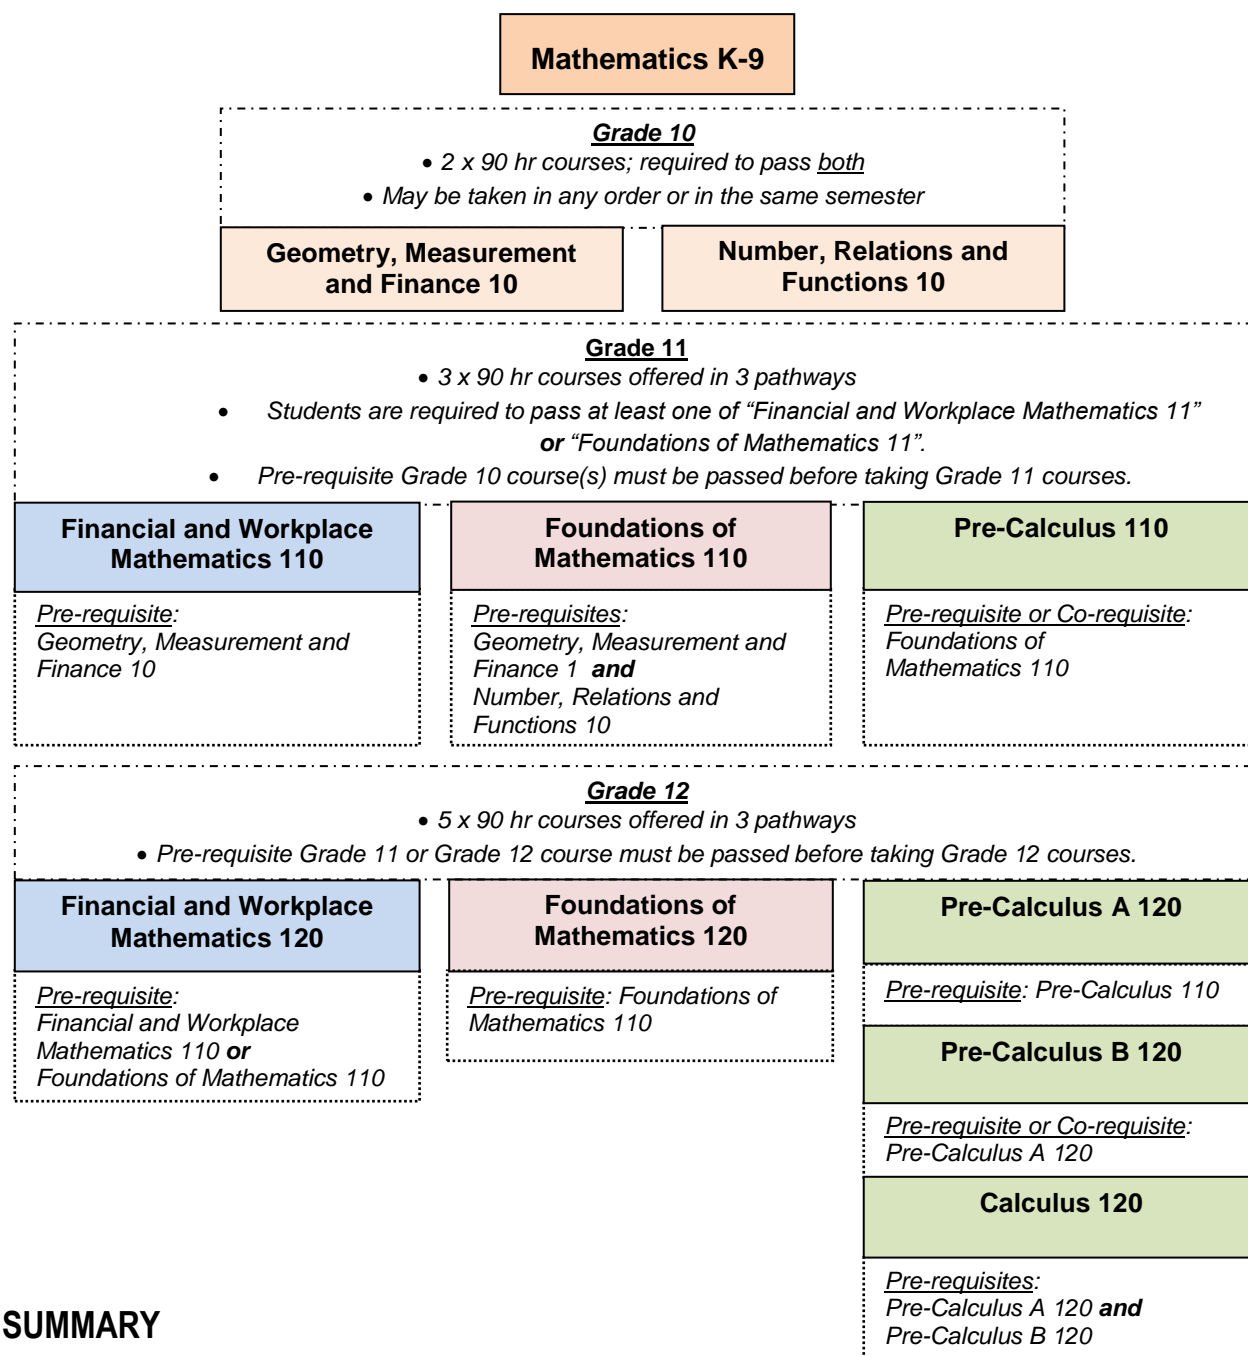 Mathematics K-9
Grade 10
• 2 x 90 hr courses; required to pass both
• May be taken in any order or in the same semester
Geometry, Measurement
and Finance 10
Number, Relations and
Functions 10
Grade 11
• 3 x 90 hr courses offered in 3 pathways
• Students are required to pass at least one of “Financial and Workplace Mathematics 11”
or “Foundations of Mathematics 11”.
• Pre-requisite Grade 10 course(s) must be passed before taking Grade 11 courses.
Financial and Workplace
Mathematics 110
Pre-requisite:
Geometry, Measurement and
Finance 10
Foundations of
Mathematics 110
Pre-requisites:
Geometry, Measurement and
Finance 1 and
Number, Relations and
Functions 10
Pre-Calculus 110
Pre-requisite or Co-requisite:
Foundations of
Mathematics 110
Grade 12
• 5 x 90 hr courses offered in 3 pathways
• Pre-requisite Grade 11 or Grade 12 course must be passed before taking Grade 12 courses.
Financial and Workplace
Mathematics 120
Pre-requisite:
Financial and Workplace
Mathematics 110 or
Foundations of Mathematics 110
Foundations of
Mathematics 120
Pre-requisite: Foundations of
Mathematics 110
Pre-Calculus A 120
Pre-requisite: Pre-Calculus 110
Pre-Calculus B 120
Pre-requisite or Co-requisite:
Pre-Calculus A 120
Calculus 120
Pre-requisites:
Pre-Calculus A 120 and
Pre-Calculus B 120
SUMMARY